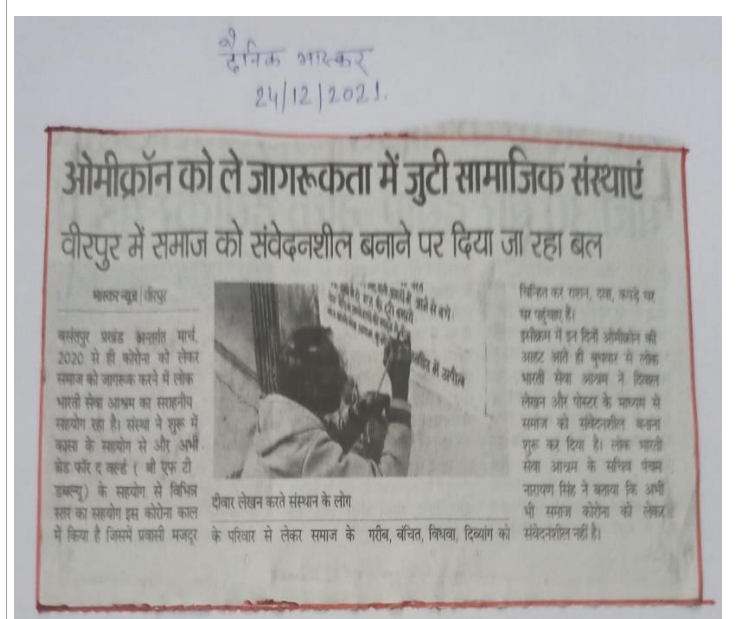 दैनिक भास्कर
24/12/2021.
ओमीक्रॉन को ले जागरूकता में जुटी सामाजिक संस्थाएं
वीरपुर में समाज को संवेदनशील बनाने पर दिया जा रहा बल
भास्कर न्यूज | वीरपुर
बसंतपुर प्रखंड अन्तर्गत मार्च,
2020 से ही कोरोना को लेकर
समाज को जागरूक करने में लोक
भारती सेवा आश्रम का सराहनीय
सहयोग रहा है। संस्था ने शुरू में
कासा के सहयोग से और अभी
ब्रेड फॉर द वर्ल्ड ( बी एफ टी
डब्ल्यू) के सहयोग से विभिन्न
स्तर का सहयोग इस कोरोना काल
में किया है जिसमें प्रवासी मजदूर
दीवार लेखन करते संस्थान के लोग
के परिवार से लेकर समाज के गरीब, बंचित, विधवा, दिव्यांग को
चिन्हित कर राशन, दवा, कपड़े घर
घर पहुंचाए हैं।
इसीक्रम में इन दिनों ओमीक्रोन की
आहट आते ही बुधवार से लोक
भारती सेवा आश्रम ने दिवाल
लेखन और पोस्टर के माध्यम से
समाज को संवेदनशील बनाना
शुरू कर दिया है। लोक भारती
सेवा आश्रम के सचिव पंचम
नारायण सिंह ने बताया कि अभी
भी समाज कोरोना को लेकर
संवेदनशील नहीं है।